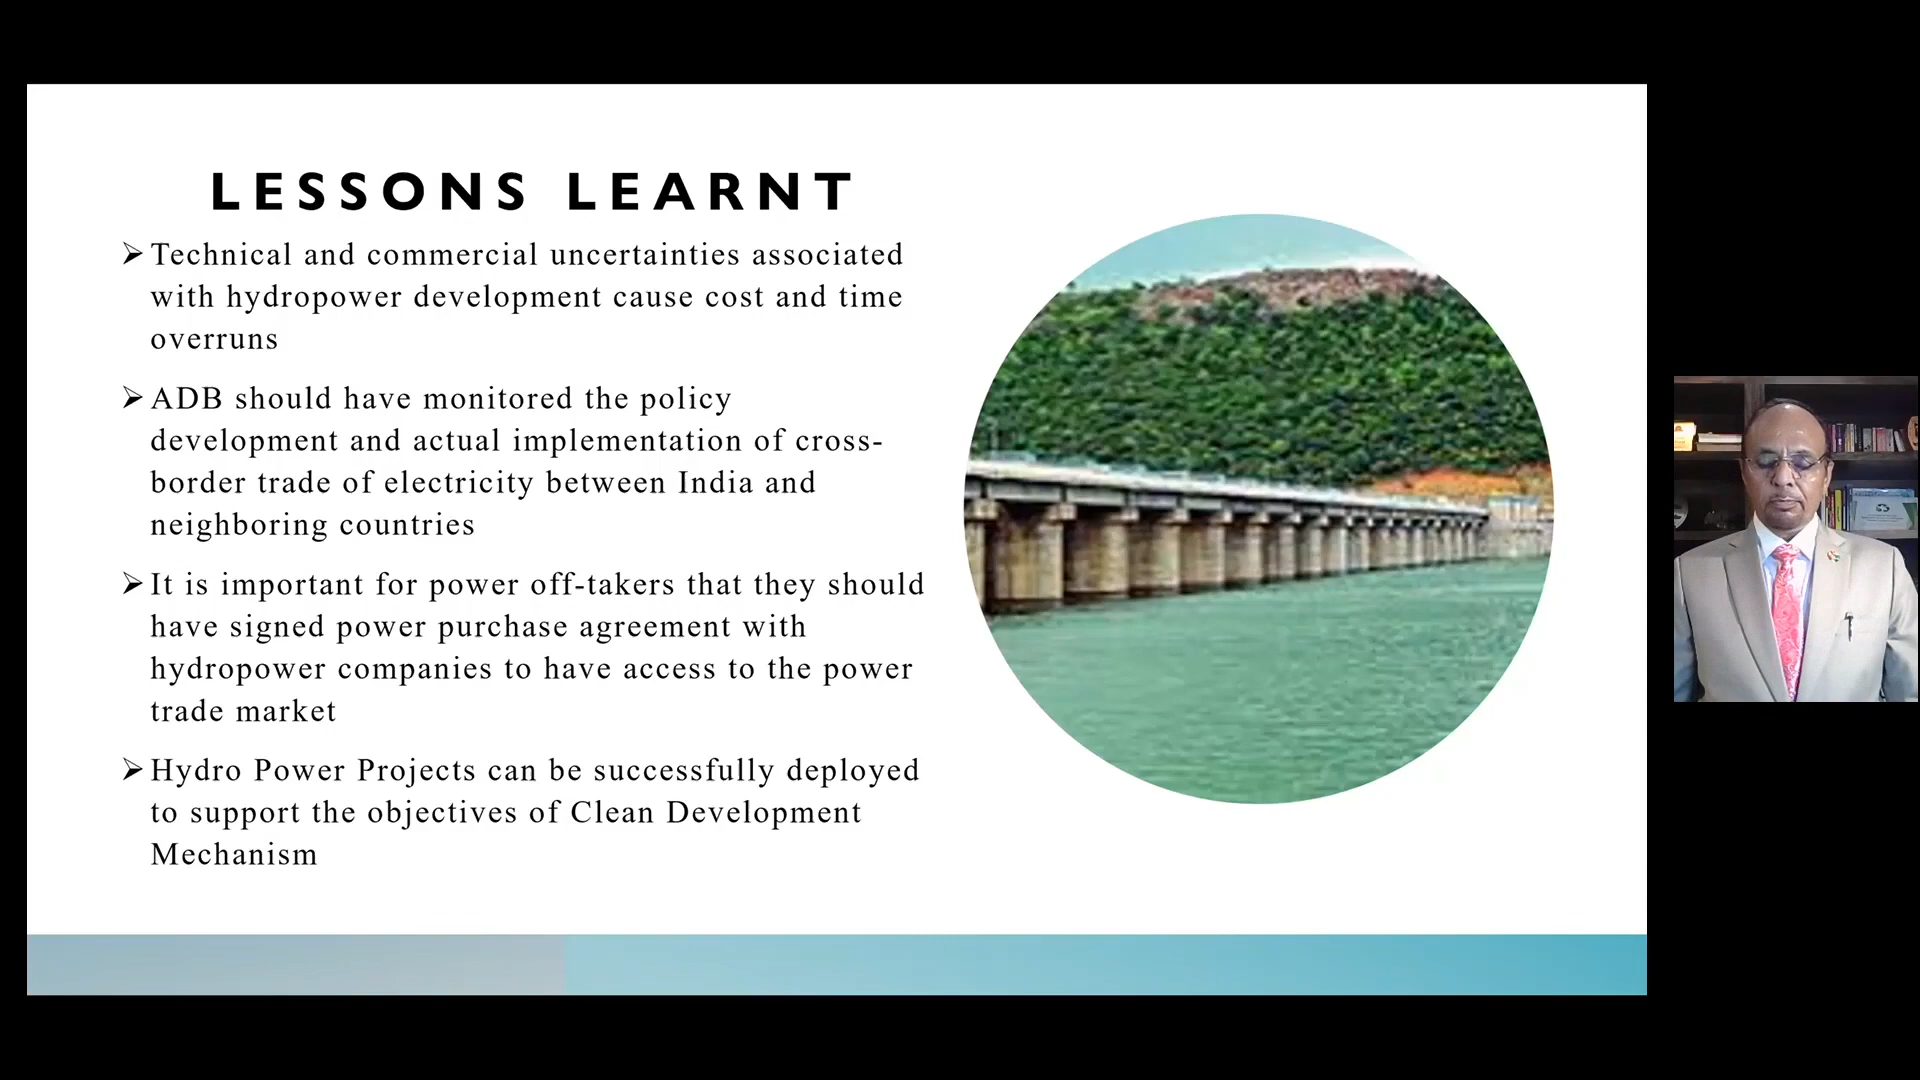 LESSONS LEARNT
➢Technical and commercial uncertainties associated
with hydropower development cause cost and time
overruns
➢ADB should have monitored the policy
development and actual implementation of cross-
border trade of electricity between India and
neighboring countries
➢It is important for power off-takers that they should
have signed power purchase agreement with
hydropower companies to have access to the power
trade market
➢Hydro Power Projects can be successfully deployed
to support the objectives of Clean Development
Mechanism